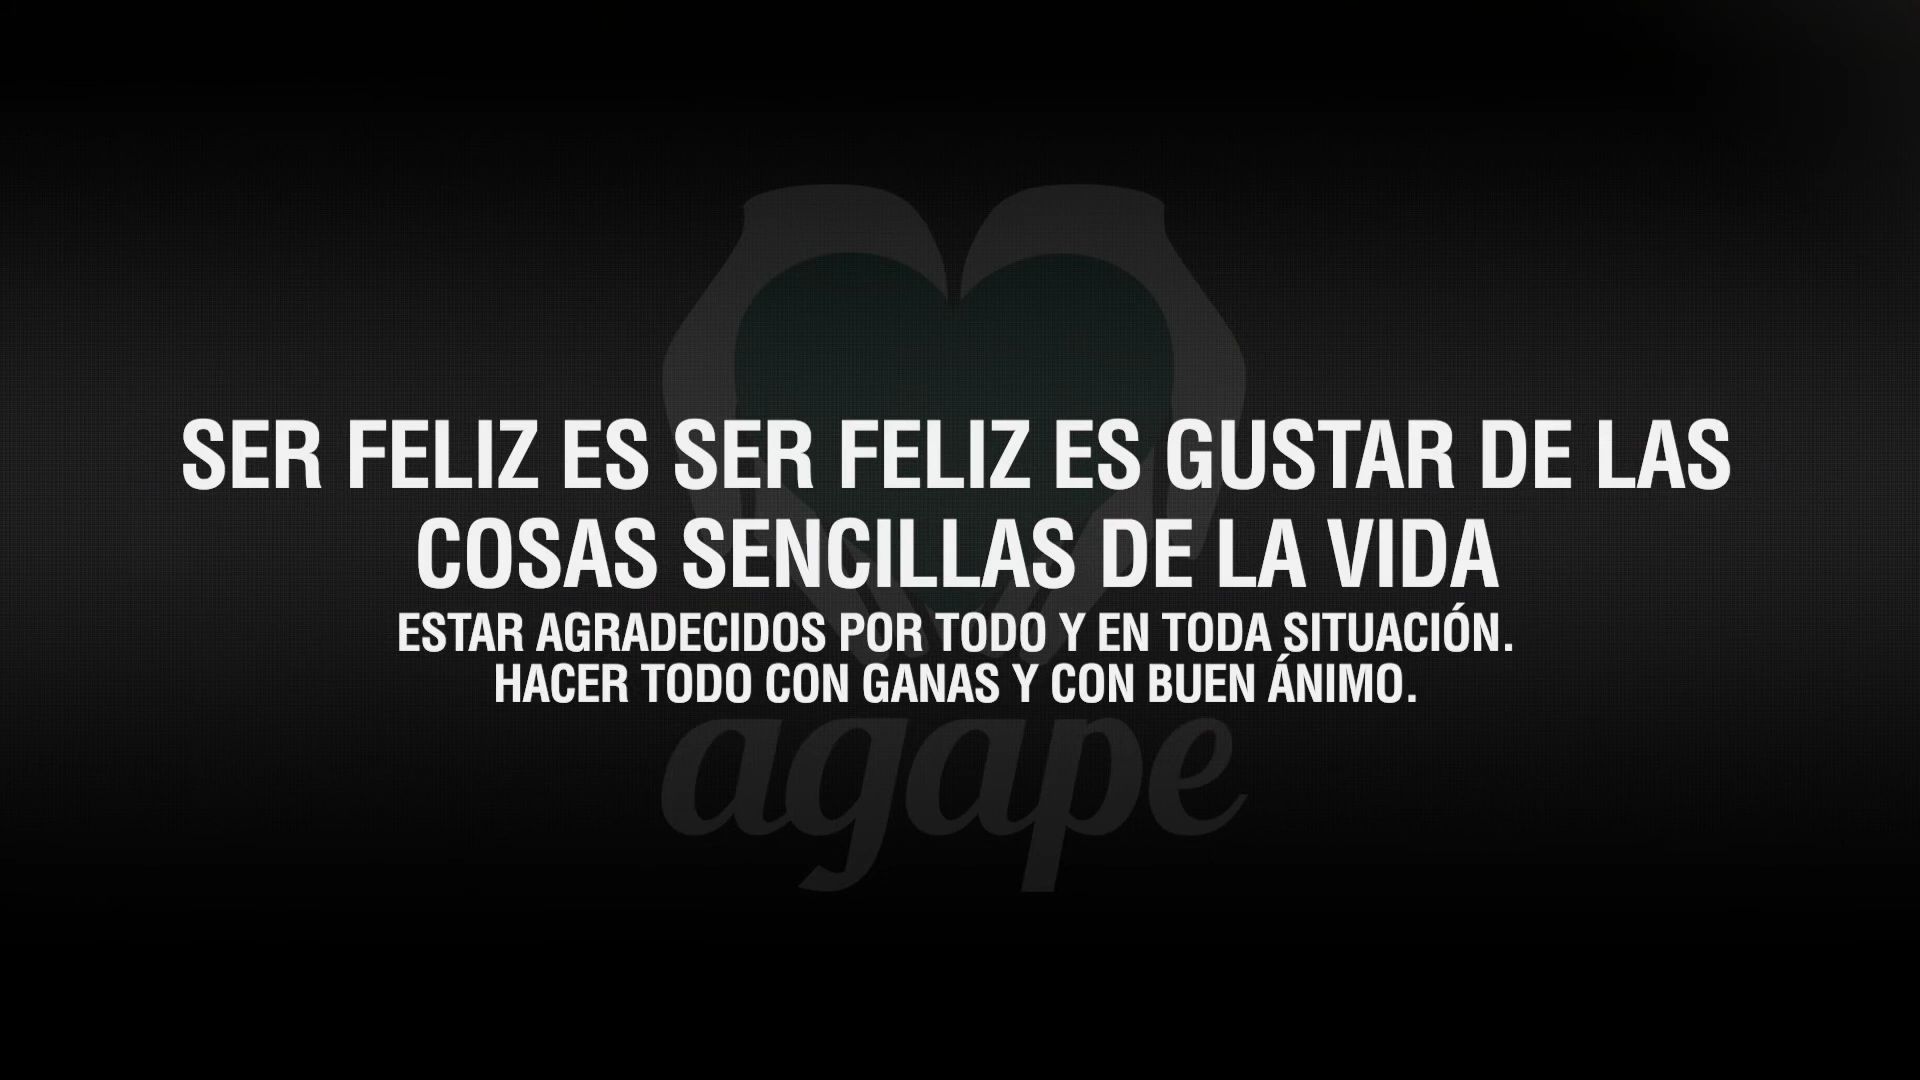 SER FELIZ ES SER FELIZ ES GUSTAR DE LAS
COSAS SENCILLAS DE LA VIDA
ESTAR AGRADECIDOS POR TODO Y EN TODA SITUACIÓN.
HACER TODO CON GANAS Y CON BUEN ÁNIMO.
agape